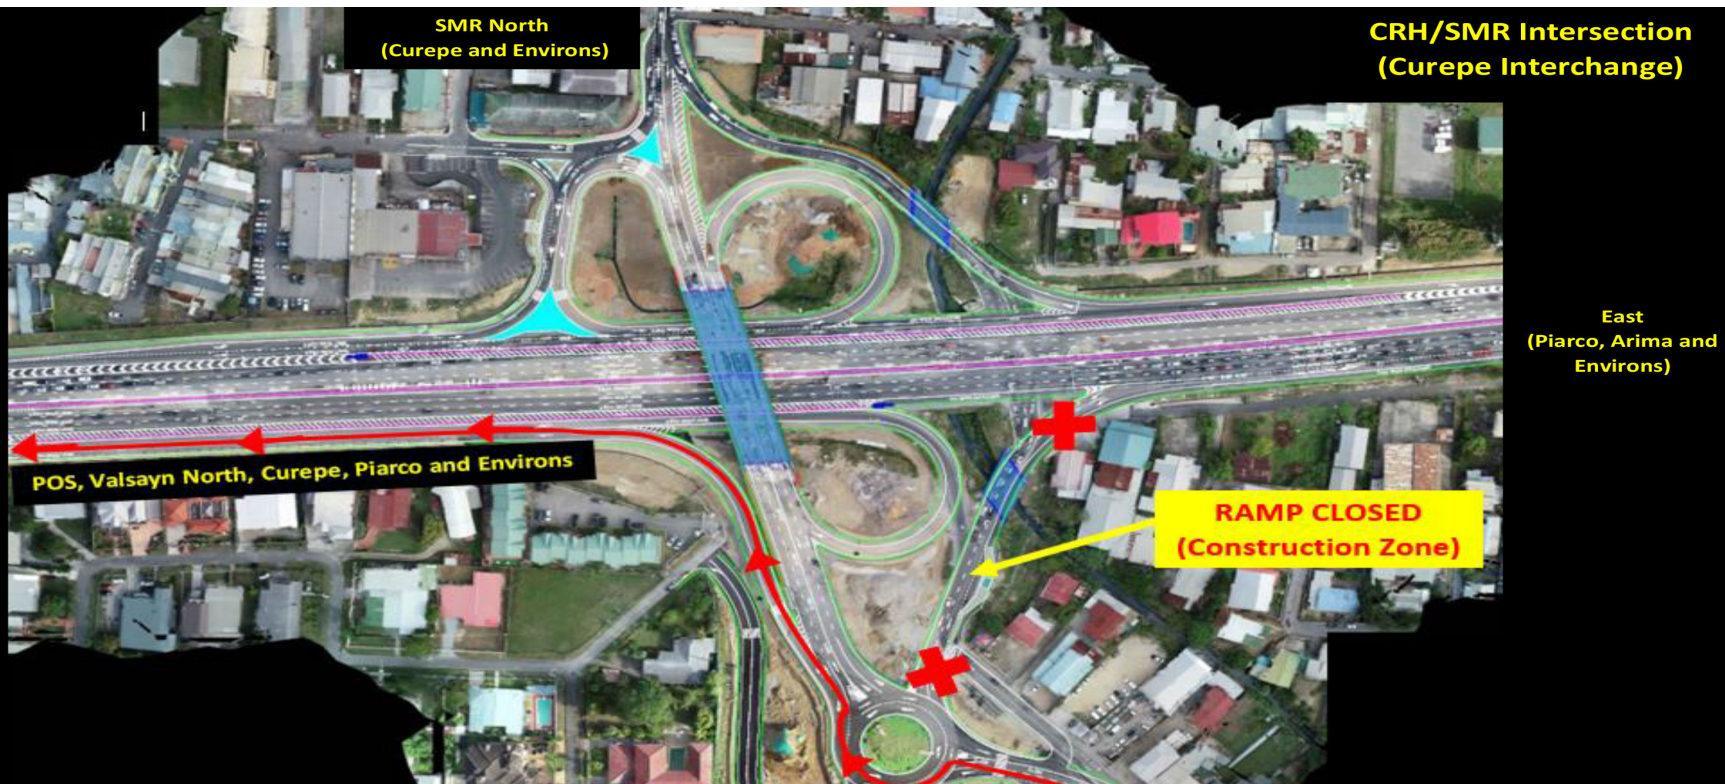 SMR North
(Curepe and Environs)
CRH/SMR Intersection
(Curepe Interchange)
East
(Piarco, Arima and
Environs)
POS, Valsayn North, Curepe, Piarco and Environs
RAMP CLOSED
(Construction Zone)